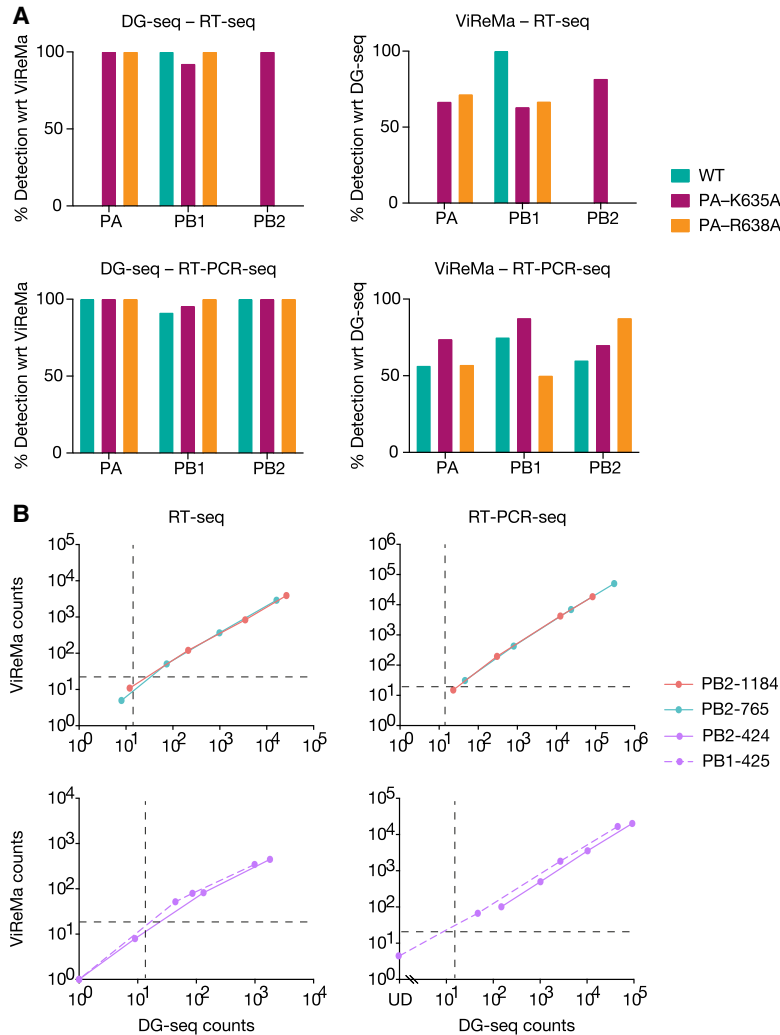 A
DG-seq – RT-seq
ViReMa – RT-seq
% Detection wrt ViReMa
100
50
0
PA
PB1
PB2
% Detection wrt DG-seq
100
50
0
PA
PB1
PB2
WT
PA–K635A
PA–R638A
DG-seq – RT-PCR-seq
ViReMa – RT-PCR-seq
% Detection wrt ViReMa
100
50
0
PA
PB1
PB2
% Detection wrt DG-seq
100
50
0
PA
PB1
PB2
B
RT-seq
RT-PCR-seq
ViReMa counts
10⁵
10⁴
10³
10²
10¹
10⁰
10⁰ 10¹ 10² 10³ 10⁴ 10⁵
10⁶
10⁵
10⁴
10³
10²
10¹
10⁰
10⁰ 10¹ 10² 10³ 10⁴ 10⁵ 10⁶
PB2-1184
PB2-765
PB2-424
PB1-425
ViReMa counts
10⁴
10³
10²
10¹
10⁰
10⁰ 10¹ 10² 10³ 10⁴
DG-seq counts
10⁵
10⁴
10³
10²
10¹
10⁰
UD 10¹ 10² 10³ 10⁴ 10⁵
DG-seq counts